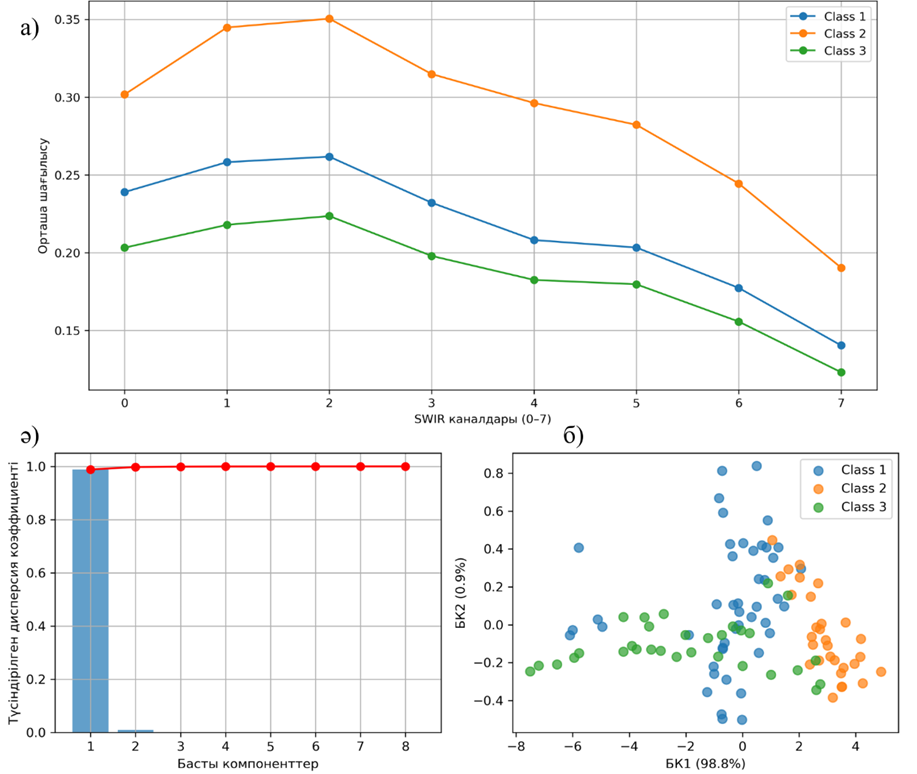 а)
0.35
0.30
0.25
0.20
0.15
Орташа шағылысу
Class 1
Class 2
Class 3
0 1 2 3 4 5 6 7
SWIR каналдары (0–7)
ә)
1.0
0.8
0.6
0.4
0.2
0.0
Түсіндірілген дисперсия коэффициенті
1 2 3 4 5 6 7 8
Басты компоненттер
б)
0.8
0.6
0.4
0.2
0.0
−0.2
−0.4
БК2 (0.9%)
Class 1
Class 2
Class 3
−8 −6 −4 −2 0 2 4
БК1 (98.8%)